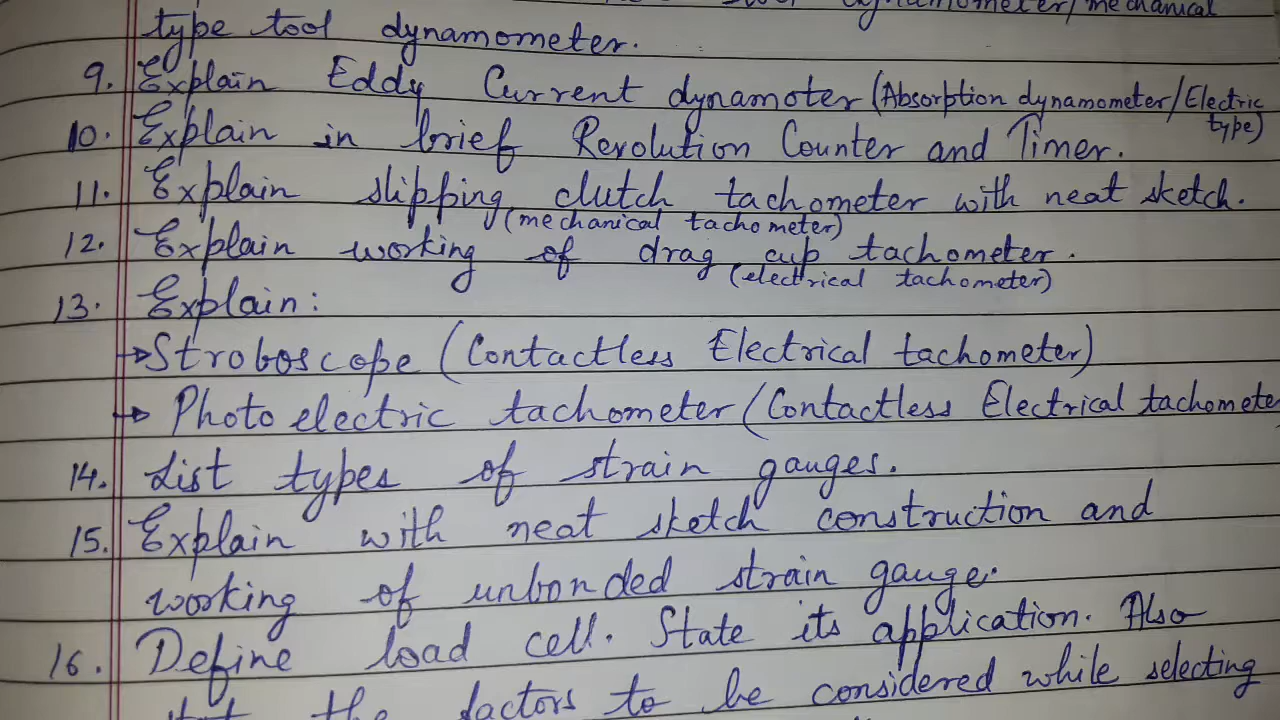 dynamometer/mechanical
type tool dynamometer.
9. Explain Eddy Current dynamoter (Absorption dynamometer/Electric type)
10. Explain in brief Revolution Counter and Timer.
11. Explain slipping clutch tachometer with neat sketch.
(mechanical tachometer)
12. Explain working of drag cup tachometer.
(electrical tachometer)
13. Explain:
→ Stroboscope (Contactless Electrical tachometer)
→ Photo electric tachometer (Contactless Electrical tachomete
14. List types of strain gauges.
15. Explain with neat sketch construction and
working of unbonded strain gauge.
16. Define load cell. State its application. Also
the factors to be considered while selecting